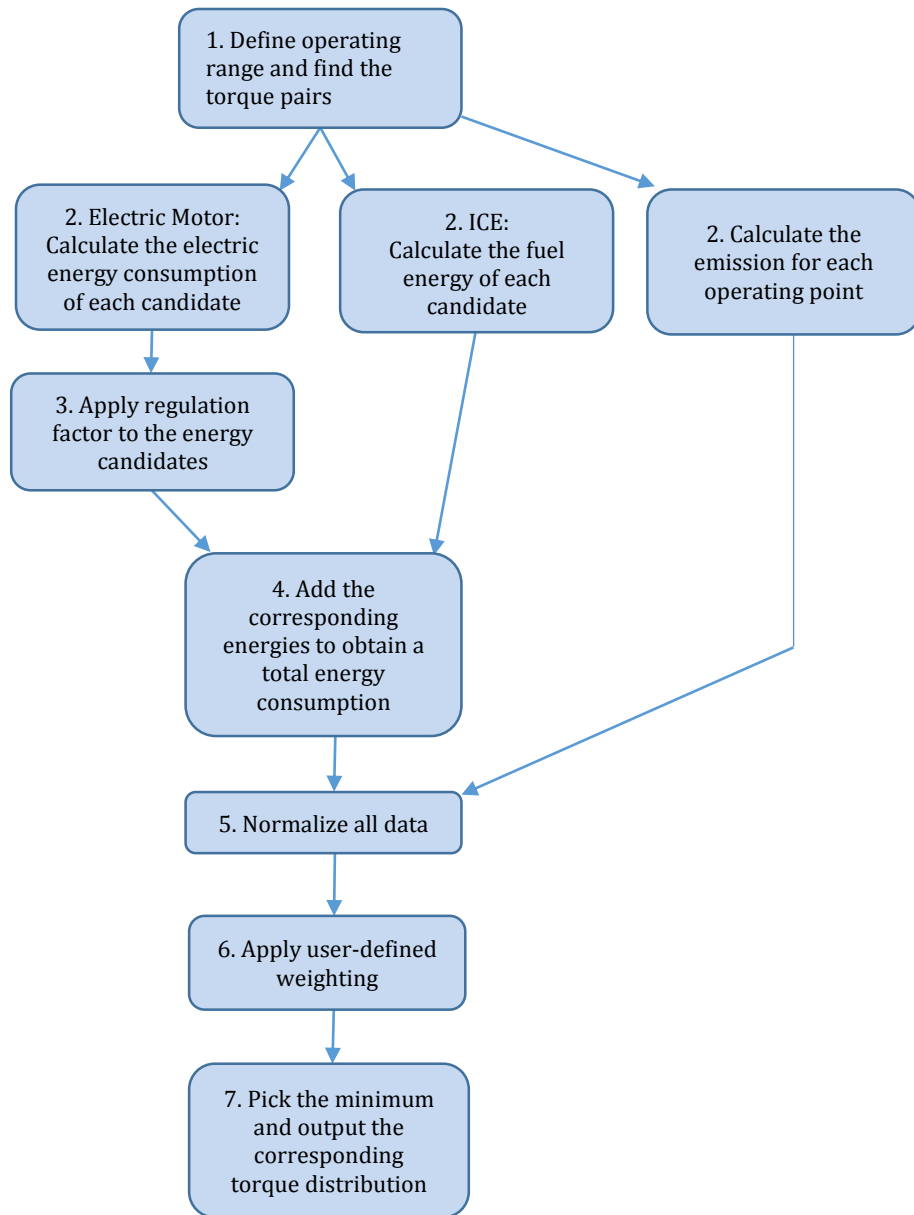 1. Define operating
range and find the
torque pairs
2. Electric Motor:
Calculate the electric
energy consumption
of each candidate
2. ICE:
Calculate the fuel
energy of each
candidate
2. Calculate the
emission for each
operating point
3. Apply regulation
factor to the energy
candidates
4. Add the
corresponding
energies to obtain a
total energy
consumption
5. Normalize all data
6. Apply user-defined
weighting
7. Pick the minimum
and output the
corresponding
torque distribution